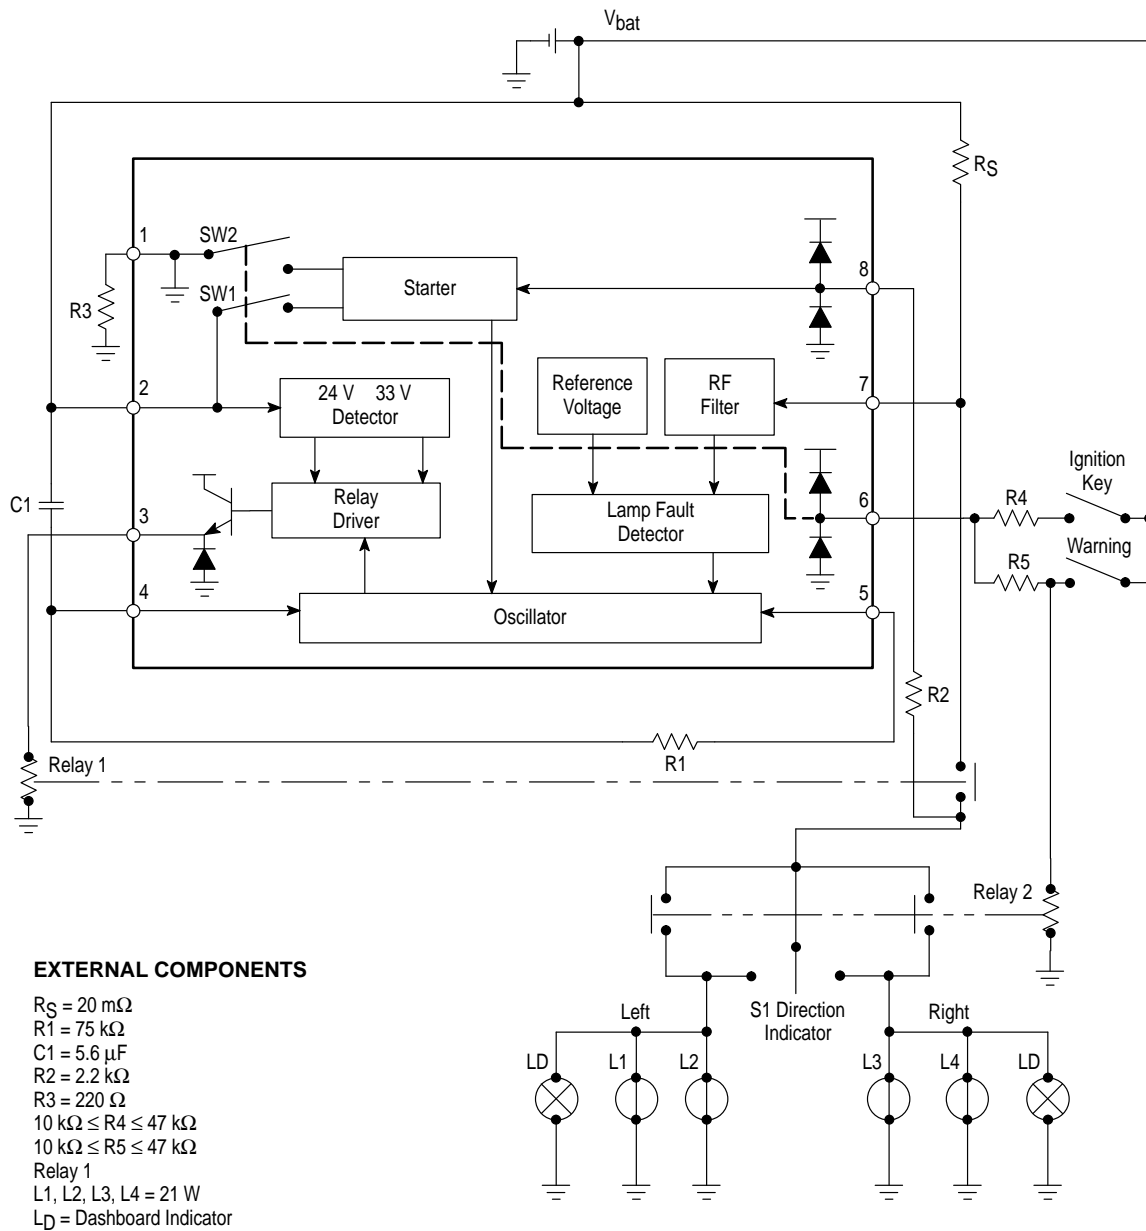 Vbat
RS
1
SW2
8
Starter
R3
SW1
2
24 V 33 V
Detector
Reference
Voltage
RF
Filter
7
C1
3
Relay
Driver
Lamp Fault
Detector
6
R4
Ignition
Key
Warning
R5
4
Oscillator
5
R2
R1
Relay 1
Relay 2
S1 Direction
Indicator
Left
Right
LD
L1
L2
L3
L4
LD
EXTERNAL COMPONENTS
RS = 20 mΩ
R1 = 75 kΩ
C1 = 5.6 μF
R2 = 2.2 kΩ
R3 = 220 Ω
10 kΩ ≤ R4 ≤ 47 kΩ
10 kΩ ≤ R5 ≤ 47 kΩ
Relay 1
L1, L2, L3, L4 = 21 W
LD = Dashboard Indicator